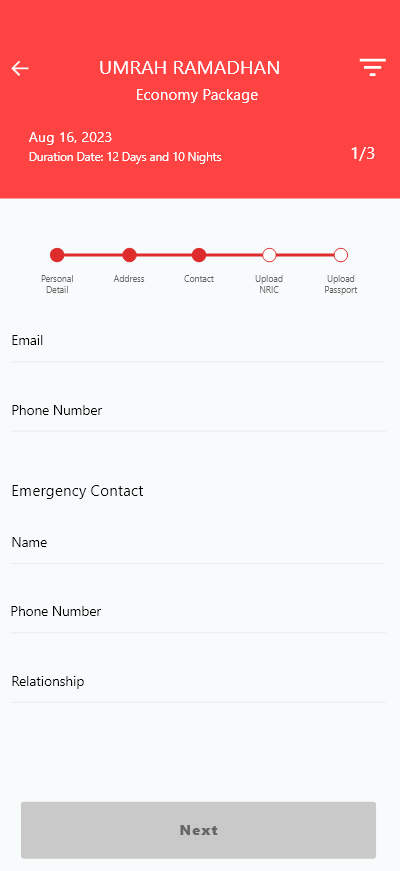 UMRAH RAMADHAN
Economy Package
Aug 16, 2023
Duration Date: 12 Days and 10 Nights
1/3
Personal
Detail
Address
Contact
Upload
NRIC
Upload
Passport
Email
Phone Number
Emergency Contact
Name
Phone Number
Relationship
Next